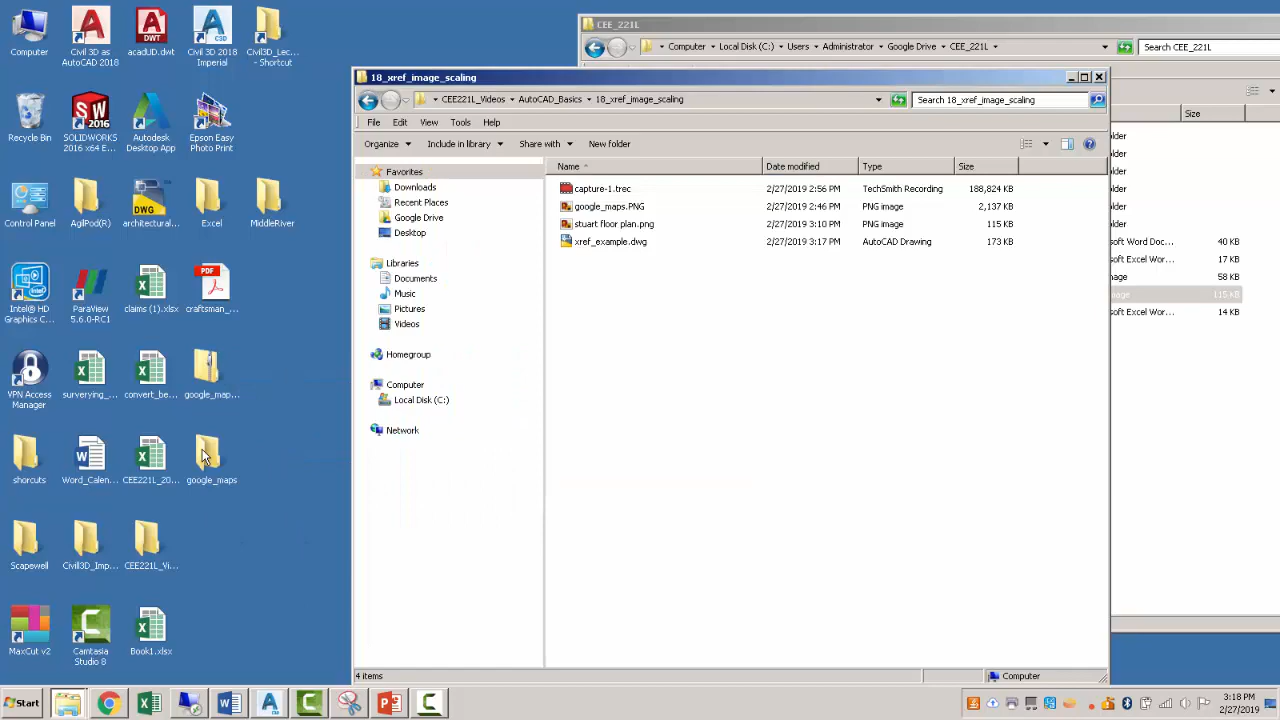 Computer
Civil 3D as
AutoCAD 2018
acadUD.dwt
Civil 3D 2018
Imperial
Civil3D_Lec...
- Shortcut
Recycle Bin
SOLIDWORKS
2016 x64 E...
Autodesk
Desktop App
Epson Easy
Photo Print
Control Panel
AgilPod(R)
architectural...
Excel
MiddleRiver
Intel® HD
Graphics C...
ParaView
5.6.0-RC1
claims (1).xlsx
craftsman_...
VPN Access
Manager
surverying_...
convert_be...
google_map...
shorcuts
Word_Calen...
CEE221L_20...
google_maps
Scapewell
Civil3D_Imp...
CEE221L_Vi...
MaxCut v2
Camtasia
Studio 8
Book1.xlsx
CEE_221L
Computer Local Disk (C:) Users Administrator Google Drive CEE_221L
Search CEE_221L
18_xref_image_scaling
CEE221L_Videos AutoCAD_Basics 18_xref_image_scaling
Search 18_xref_image_scaling
File Edit View Tools Help
Organize Include in library Share with New folder
Favorites
Downloads
Recent Places
Google Drive
Desktop
Libraries
Documents
Music
Pictures
Videos
Homegroup
Computer
Local Disk (C:)
Network
Name Date modified Type Size
capture-1.trec 2/27/2019 2:56 PM TechSmith Recording 188,824 KB
google_maps.PNG 2/27/2019 2:46 PM PNG image 2,137 KB
stuart floor plan.png 2/27/2019 3:10 PM PNG image 115 KB
xref_example.dwg 2/27/2019 3:17 PM AutoCAD Drawing 173 KB
4 items
Computer
Size
older
older
older
older
older
older
soft Word Doc... 40 KB
soft Excel Wor... 17 KB
mage 58 KB
mage 115 KB
soft Excel Wor... 14 KB
Start
3:18 PM
2/27/2019